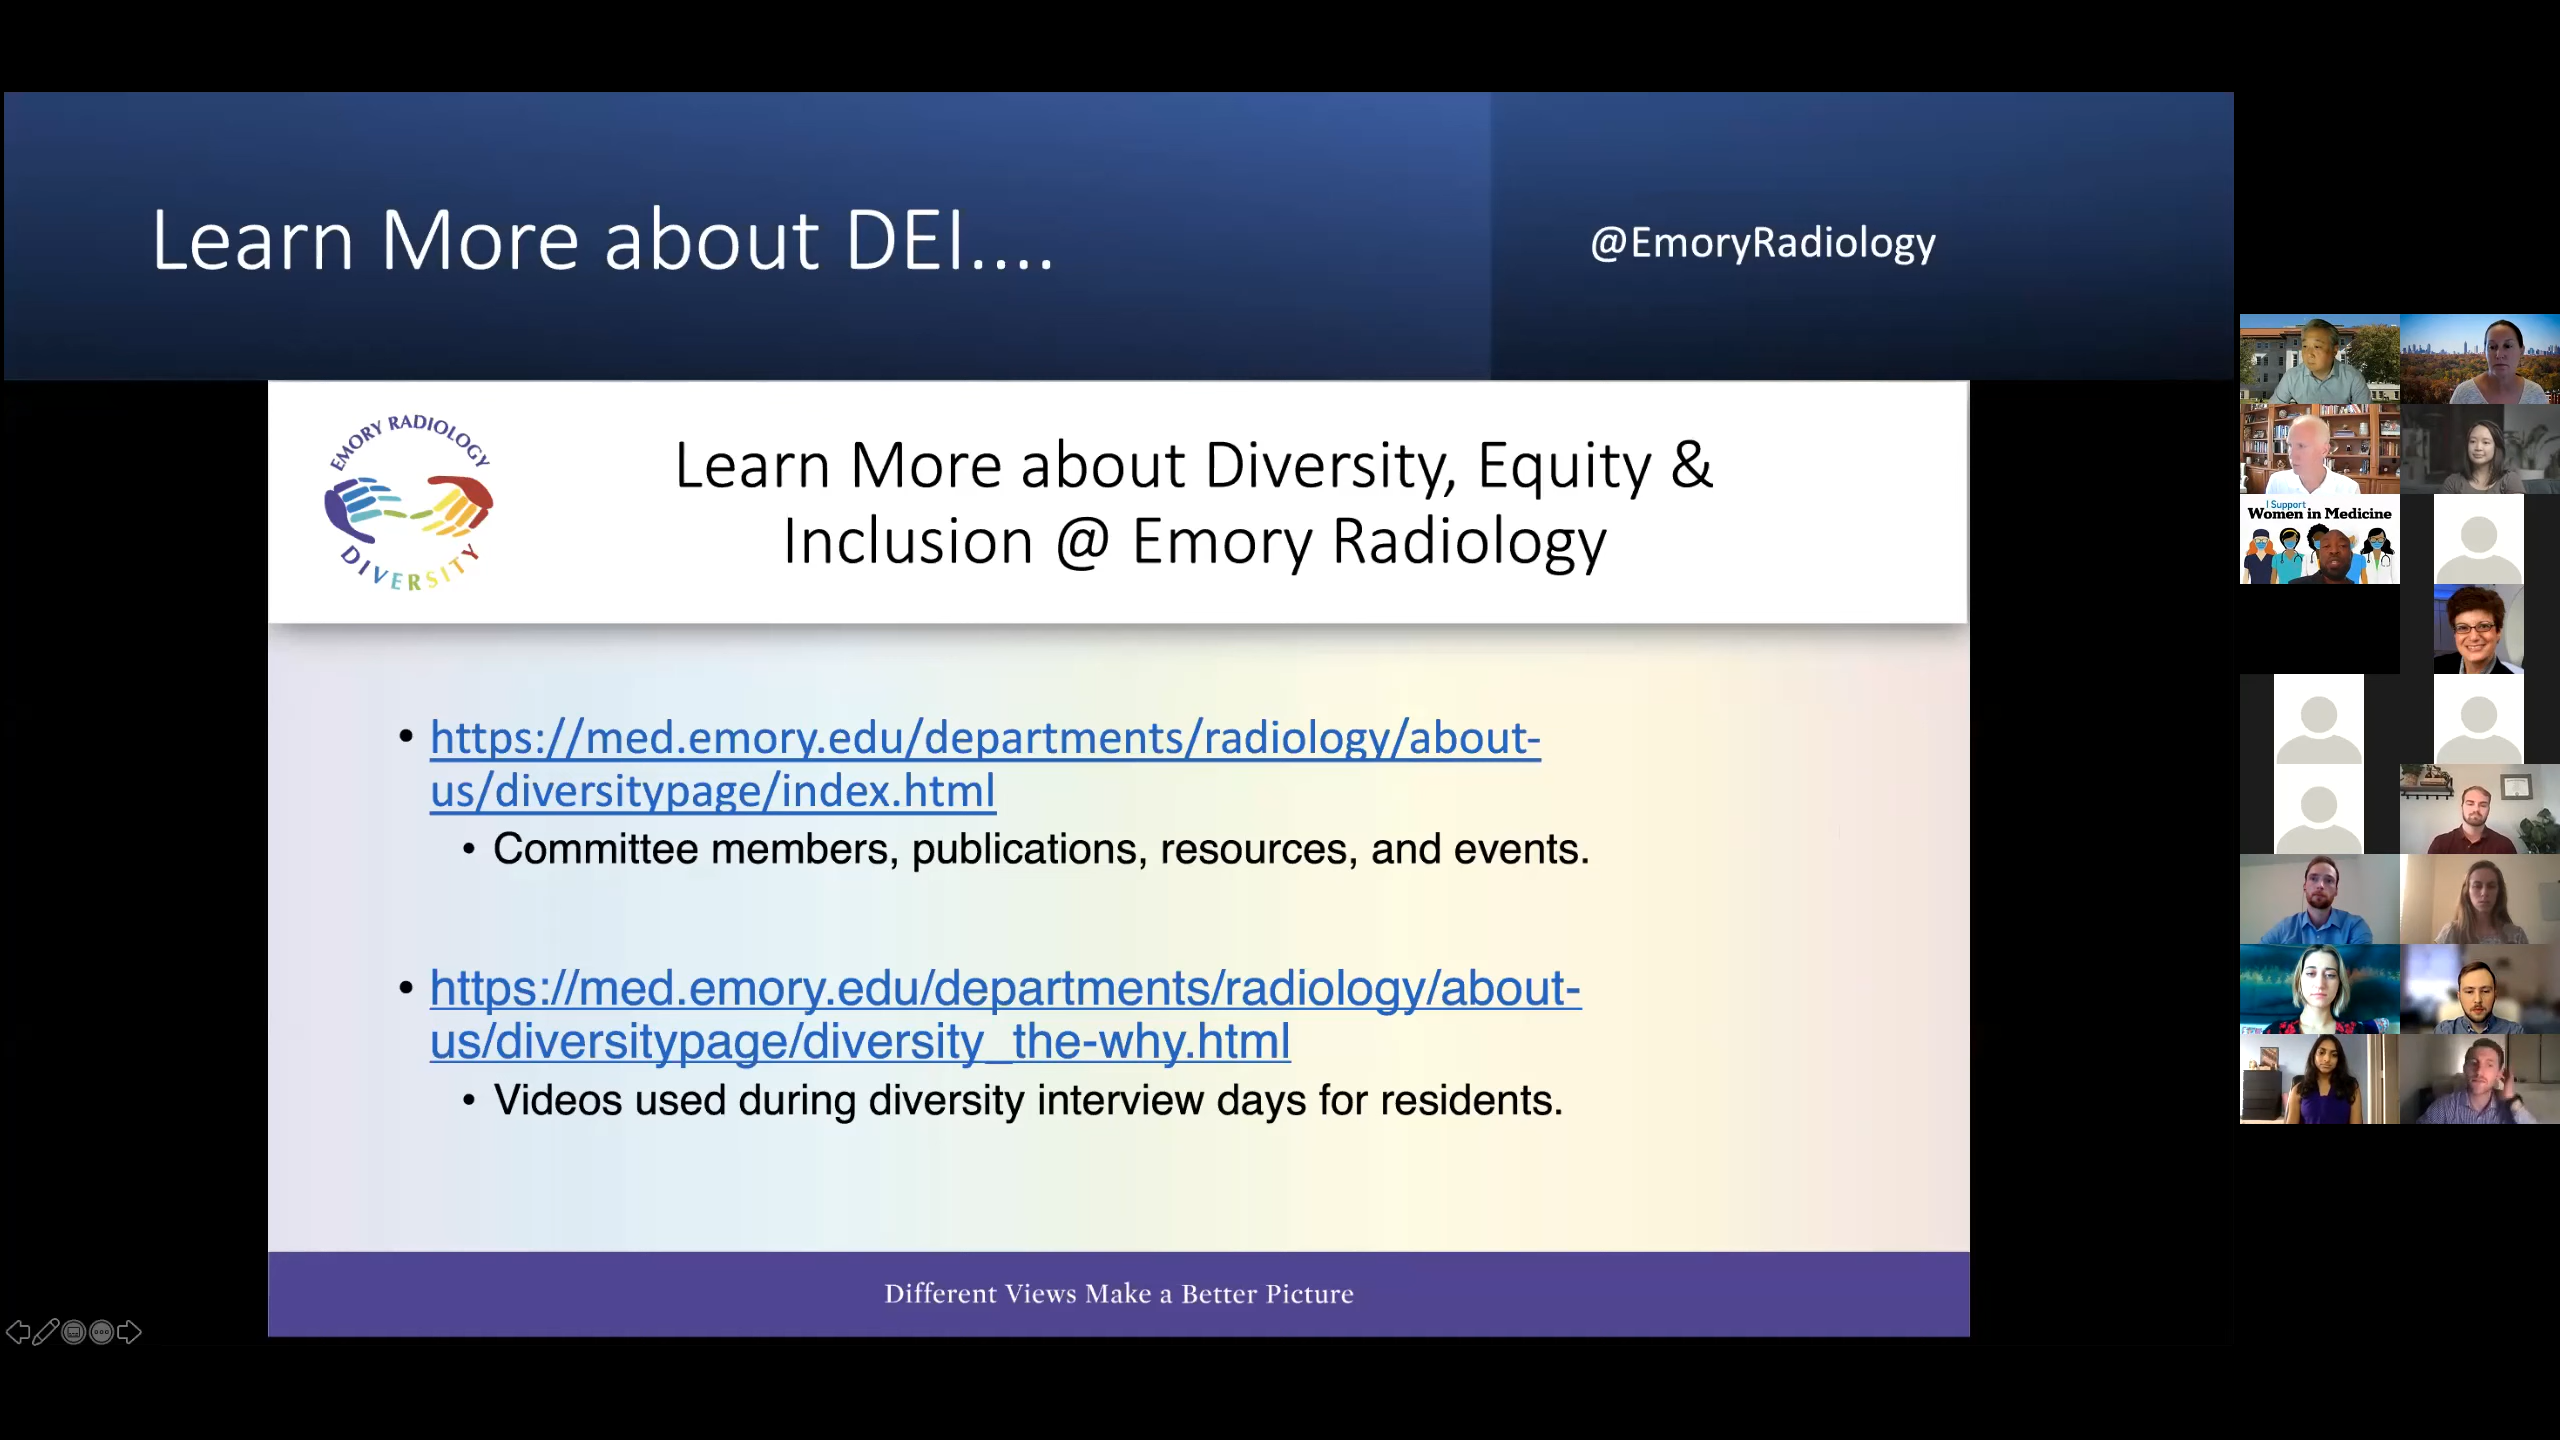 Learn More about DEI....
@EmoryRadiology
EMORY RADIOLOGY
DIVERSITY
Learn More about Diversity, Equity &
Inclusion @ Emory Radiology
• https://med.emory.edu/departments/radiology/about-
us/diversitypage/index.html
• Committee members, publications, resources, and events.
• https://med.emory.edu/departments/radiology/about-
us/diversitypage/diversity_the-why.html
• Videos used during diversity interview days for residents.
Different Views Make a Better Picture
I Support
Women in Medicine